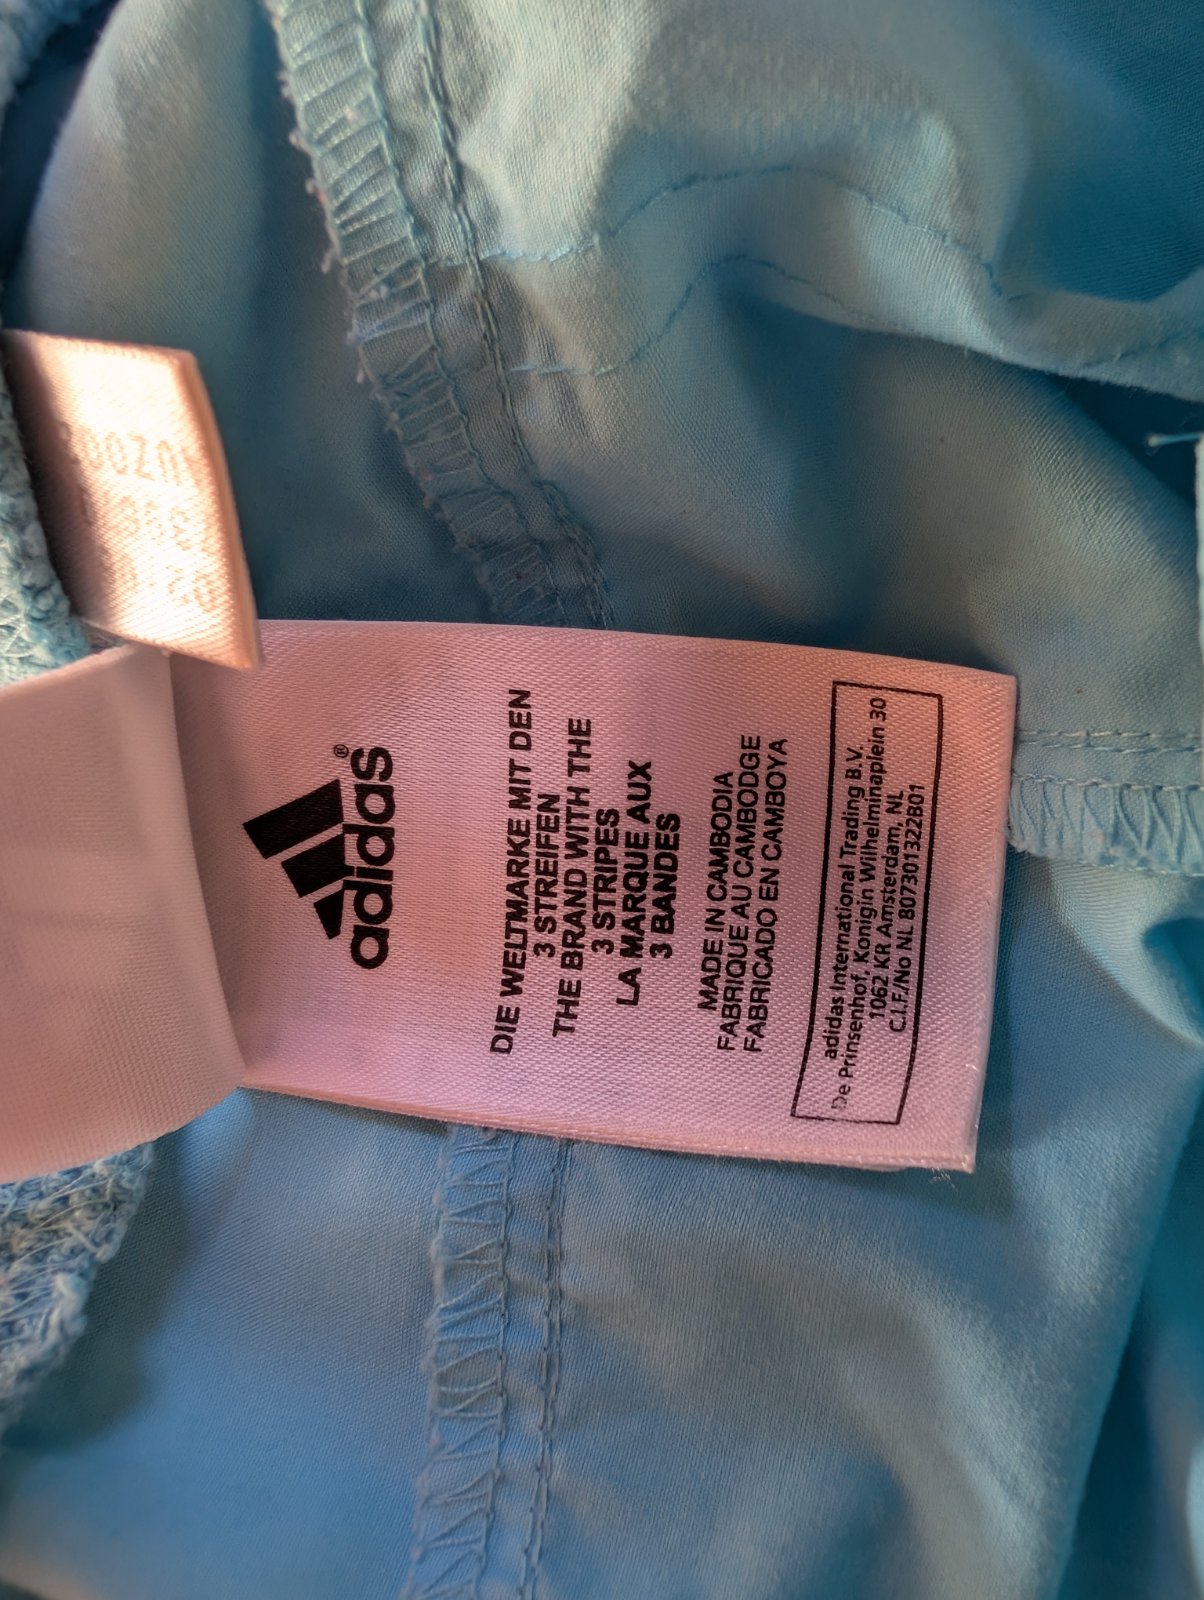 adidas®
DIE WELTMARKE MIT DEN
3 STREIFEN
THE BRAND WITH THE
3 STRIPES
LA MARQUE AUX
3 BANDES
MADE IN CAMBODIA
FABRIQUE AU CAMBODGE
FABRICADO EN CAMBOYA
adidas International Trading B.V.
De Prinsenhof, Konigin Wilhelminaplein 30
1062 KR Amsterdam, NL
C.I.F./No NL 807301322B01